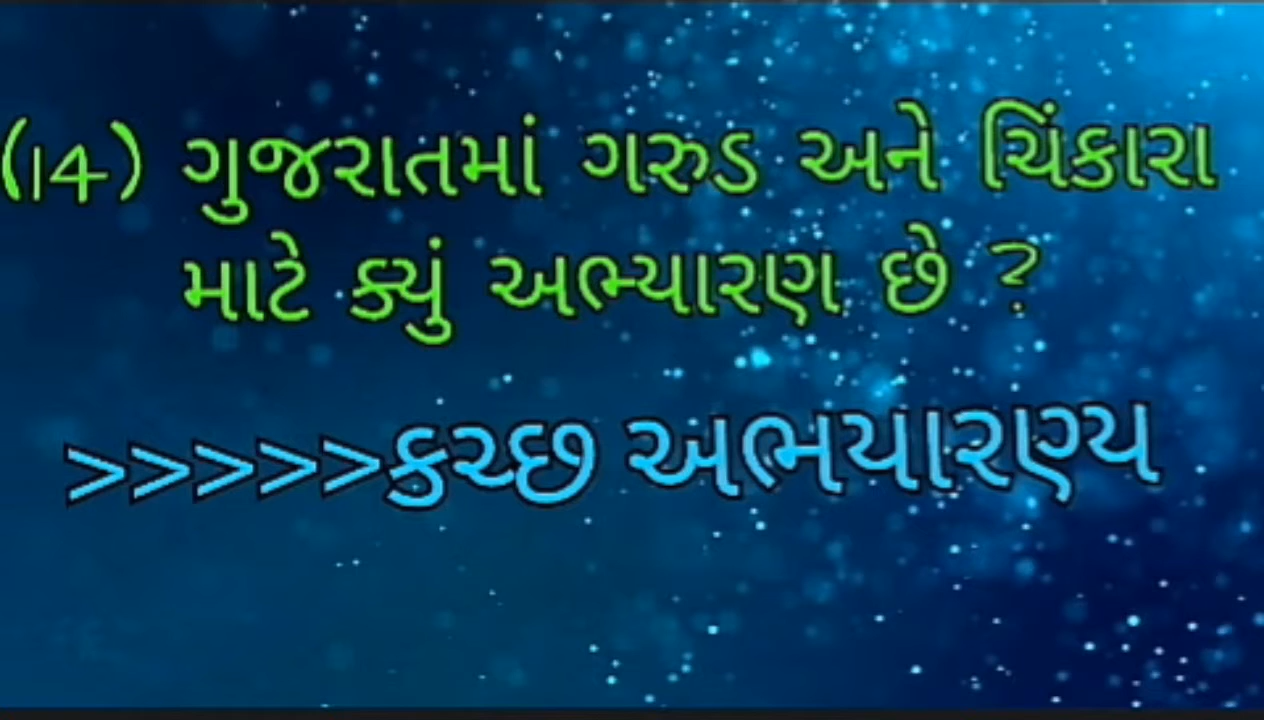 (14) ગુજરાતમાં ગરુડ અને ચિંકારા
માટે ક્યું અભ્યારણ છે ?
>>>>>કચ્છ અભયારણ્ય